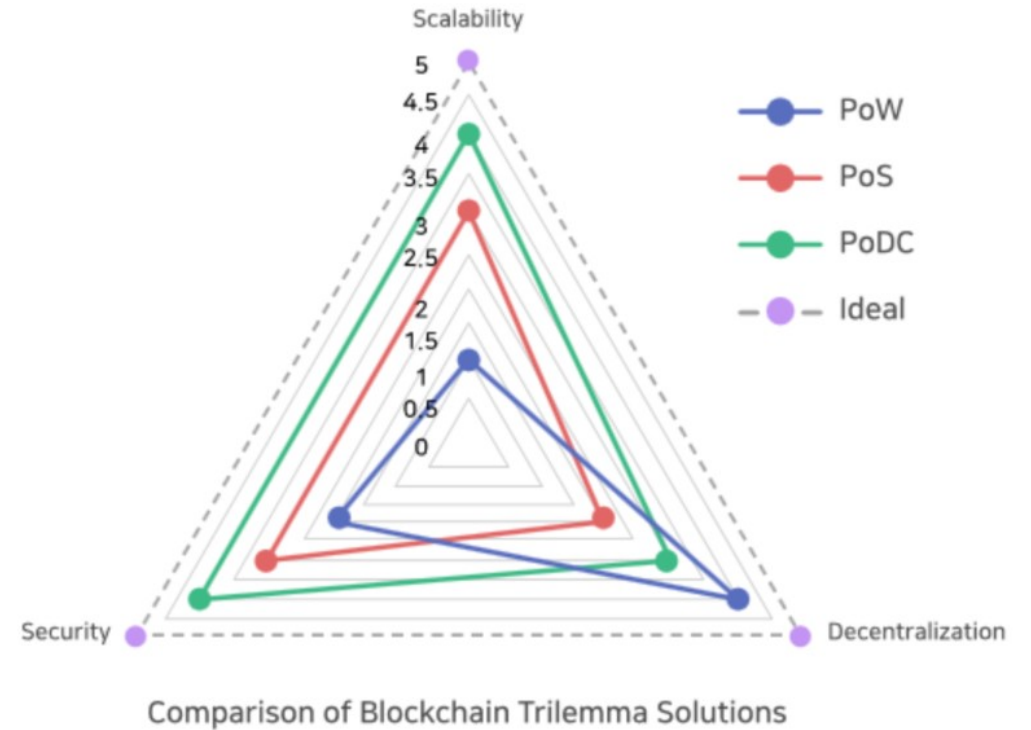 Scalability
5
4.5
4
3.5
3
2.5
2
1.5
1
0.5
0
PoW
PoS
PoDC
Ideal
Security
Decentralization
Comparison of Blockchain Trilemma Solutions